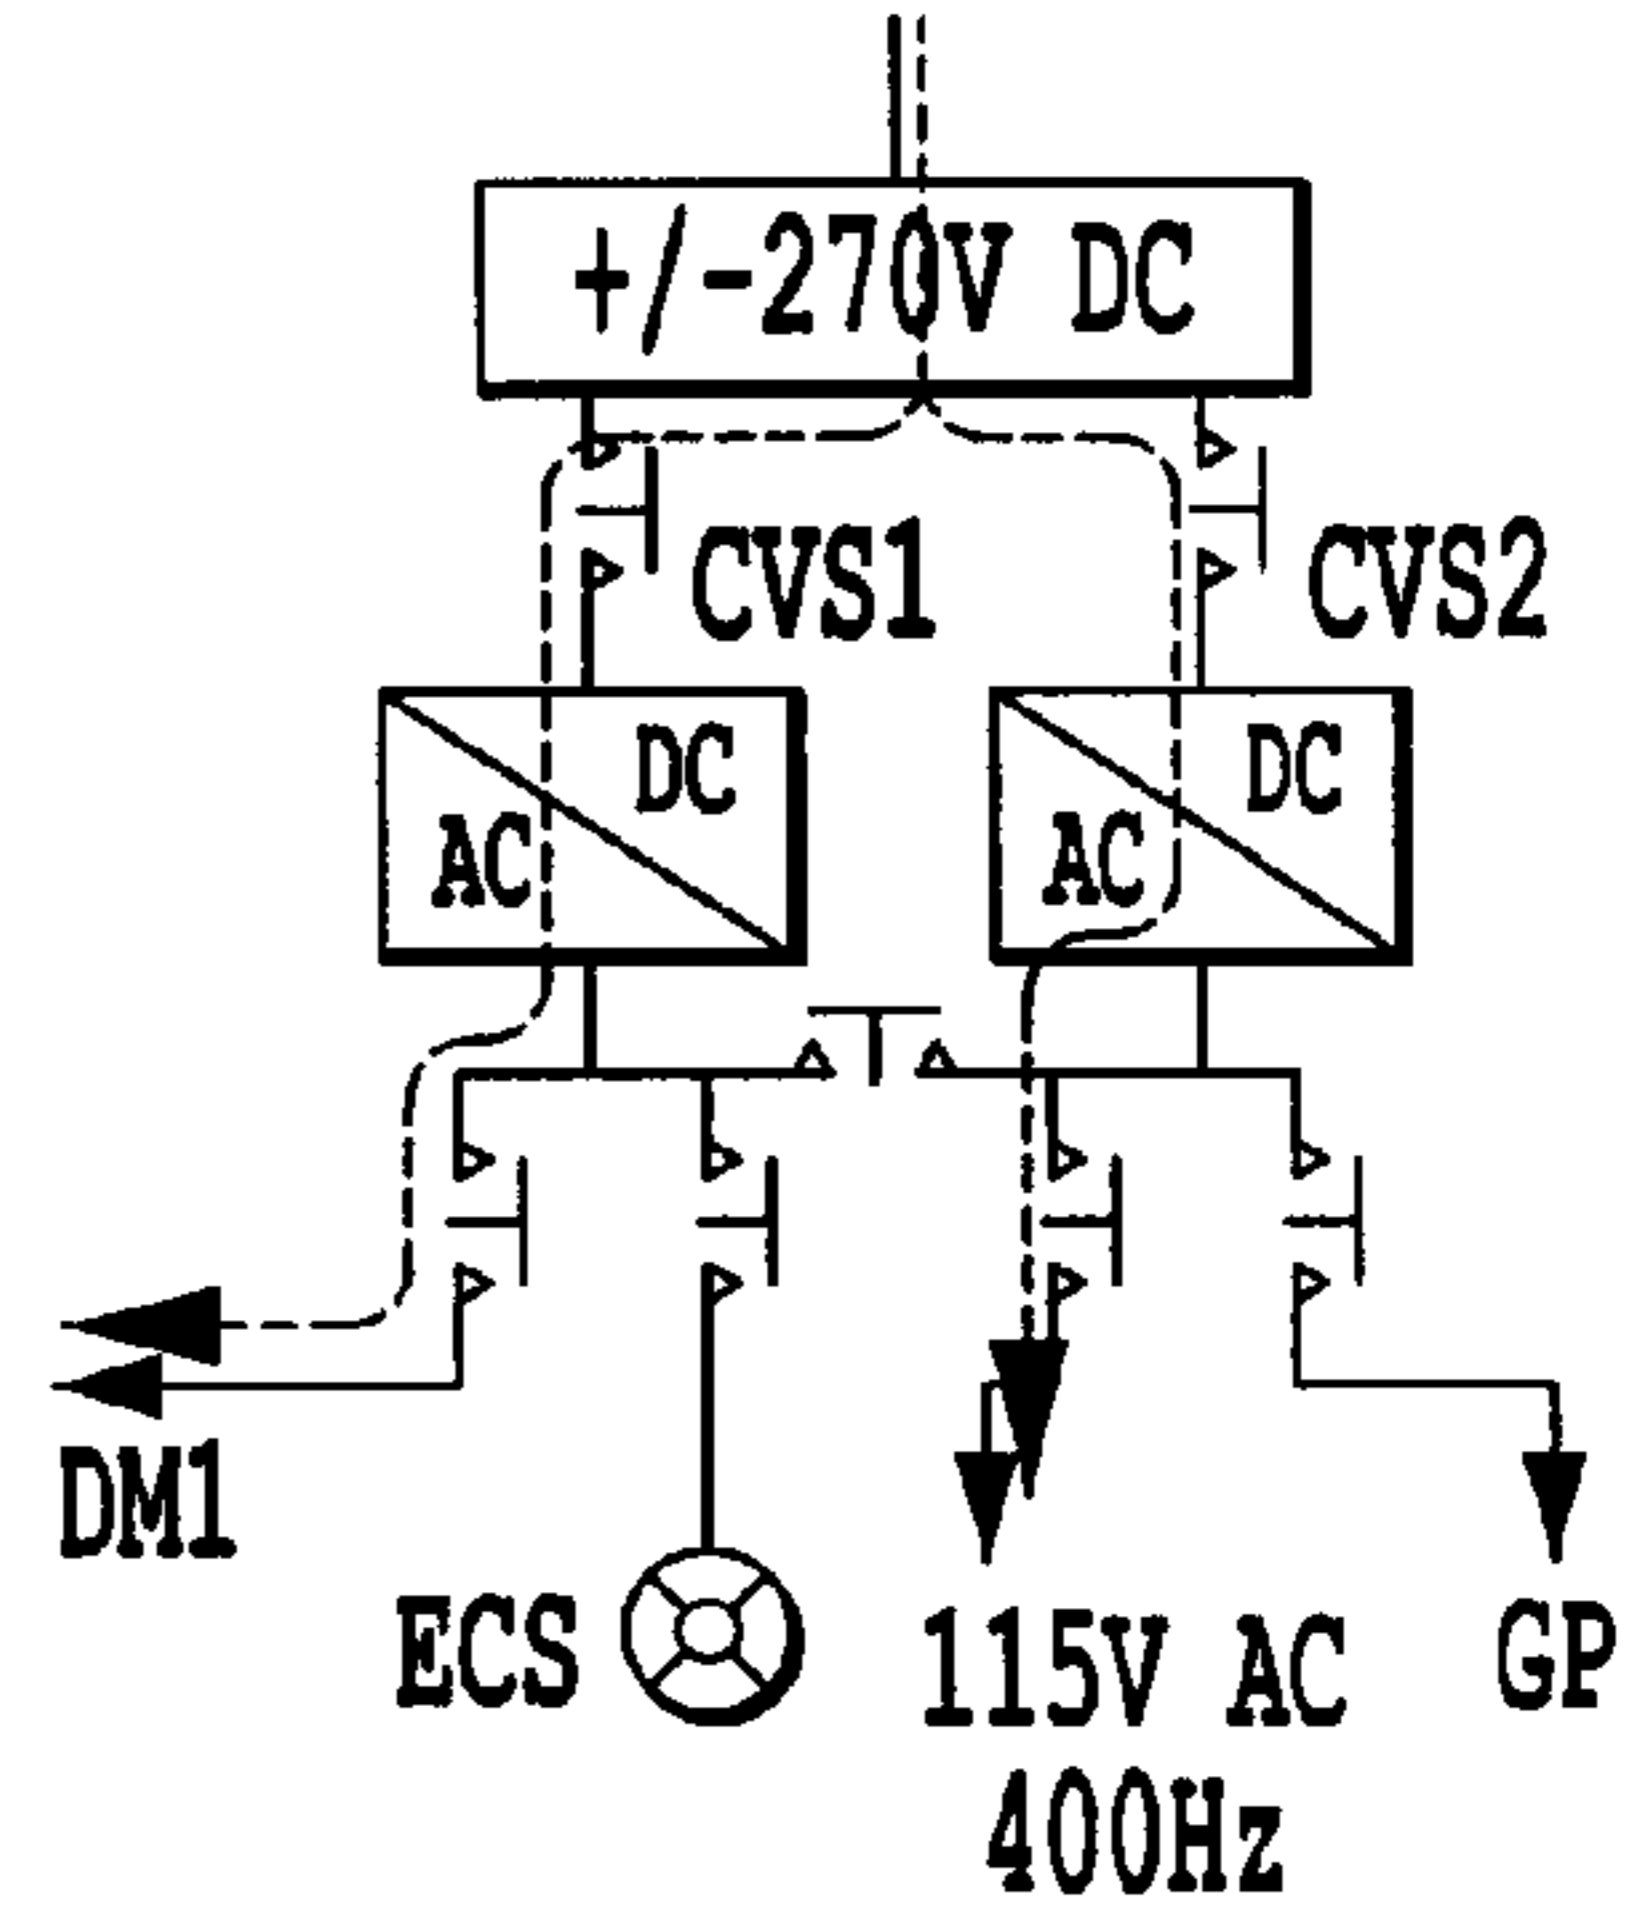 +/-270V DC
CVS1
CVS2
DC
AC
DC
AC
DM1
ECS
115V AC
400Hz
GP